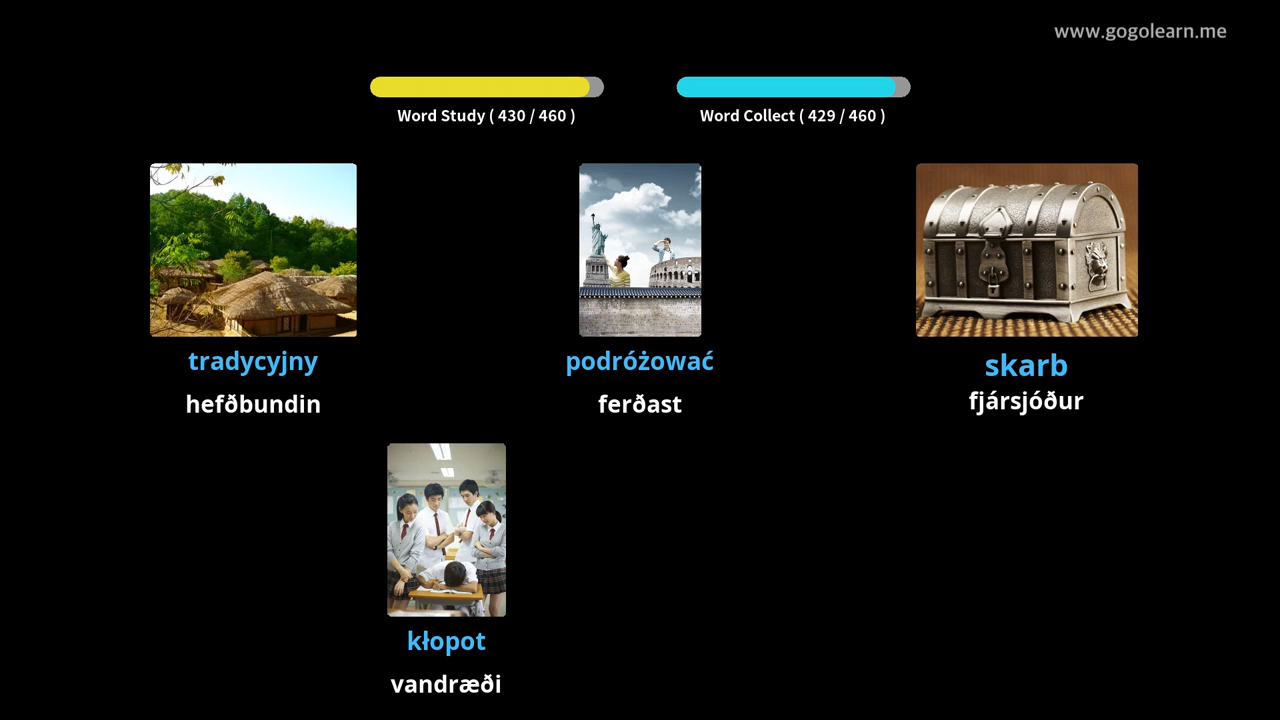 www.gogolearn.me
Word Study ( 430 / 460 )
Word Collect ( 429 / 460 )
tradycyjny
hefðbundin
podróżować
ferðast
skarb
fjársjóður
kłopot
vandræði